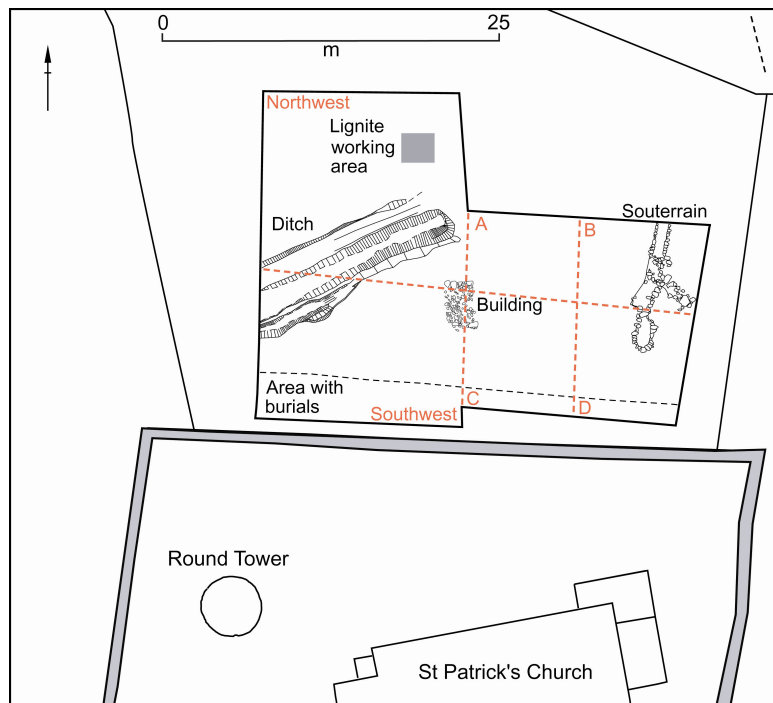 0
25
m
Northwest
Lignite
working
area
Ditch
A
B
Souterrain
Building
Area with
burials
Southwest
C
D
Round Tower
St Patrick's Church